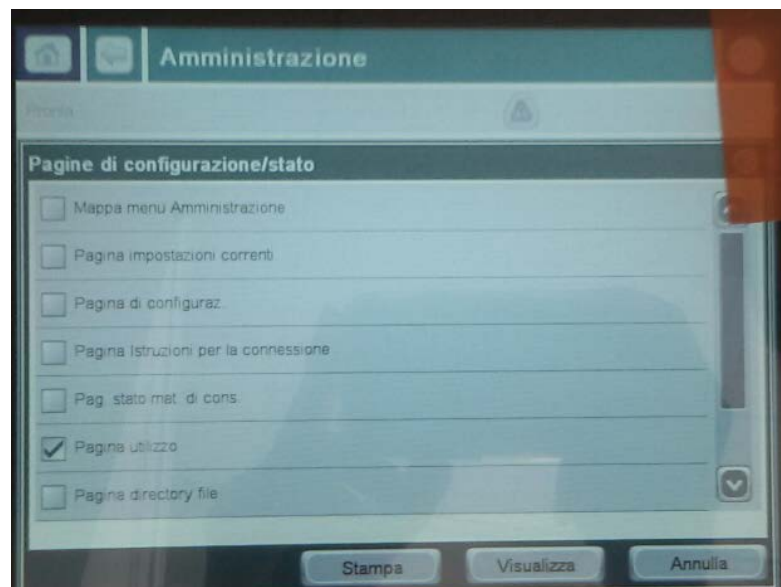 Amministrazione
Pronta
Pagine di configurazione/stato
Mappa menu Amministrazione
Pagina impostazioni correnti
Pagina di configuraz.
Pagina Istruzioni per la connessione
Pag. stato mat. di cons.
Pagina utilizzo
Pagina directory file
Stampa
Visualizza
Annulla